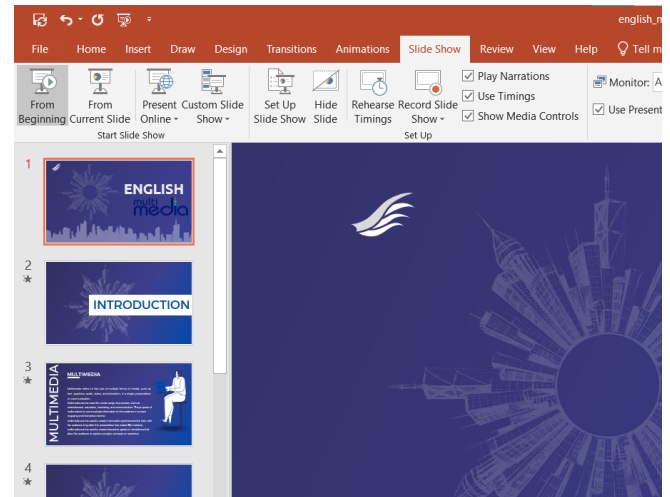 english_m
File Home Insert Draw Design Transitions Animations Slide Show Review View Help Tell m
From Beginning
From Current Slide
Present Online
Custom Slide Show
Start Slide Show
Set Up Slide Show
Hide Slide
Rehearse Timings
Record Slide Show
Play Narrations
Use Timings
Show Media Controls
Set Up
Monitor: A
Use Present
1
ENGLISH
multi
media
2
INTRODUCTION
3
MULTIMEDIA
MULTIMEDIA
4